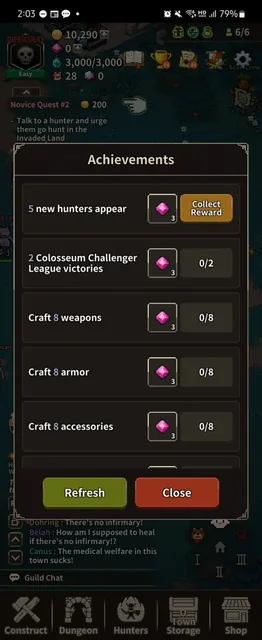 2:03
79%
DIFFICULTY
Easy
10,290
0
3,000/3,000
28
0
6/6
Novice Quest #2
200
- Talk to a hunter and urge
them go hunt in the
Invaded Land
Achievements
5 new hunters appear
3
Collect
Reward
2 Colosseum Challenger
League victories
3
0/2
Craft 8 weapons
3
0/8
Craft 8 armor
3
0/8
Craft 8 accessories
3
0/8
Refresh
Close
Dohring : There's no infirmary!
Belah : How am I supposed to heal
if there's no infirmary!?
Canus : The medical welfare in this
town sucks!
Guild Chat
I
II
III
Construct
Dungeon
Hunters
Town
Storage
Shop